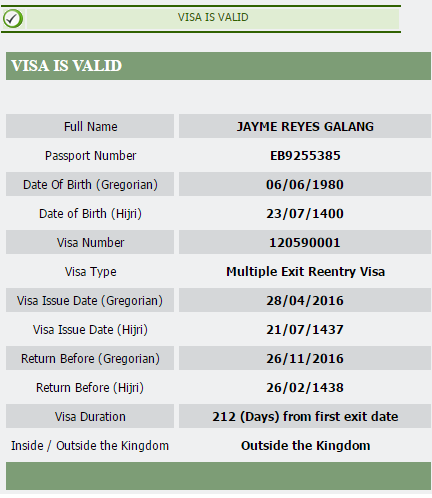 VISA IS VALID
VISA IS VALID
Full Name JAYME REYES GALANG
Passport Number EB9255385
Date Of Birth (Gregorian) 06/06/1980
Date of Birth (Hijri) 23/07/1400
Visa Number 120590001
Visa Type Multiple Exit Reentry Visa
Visa Issue Date (Gregorian) 28/04/2016
Visa Issue Date (Hijri) 21/07/1437
Return Before (Gregorian) 26/11/2016
Return Before (Hijri) 26/02/1438
Visa Duration 212 (Days) from first exit date
Inside / Outside the Kingdom Outside the Kingdom